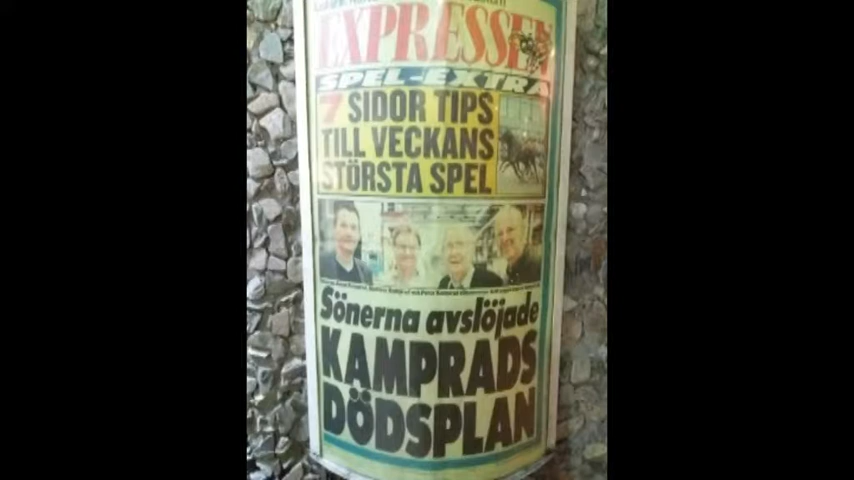 EXPRESSEN
SPEL-EXTRA
7 SIDOR TIPS
TILL VECKANS
STÖRSTA SPEL
Sönerna avslöjade
KAMPRADS
DÖDSPLAN